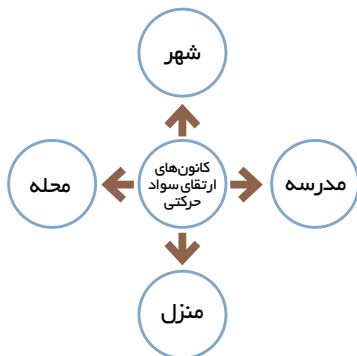 شهر
مدرسه
کانون‌های
ارتقای سواد
حرکتی
محله
منزل